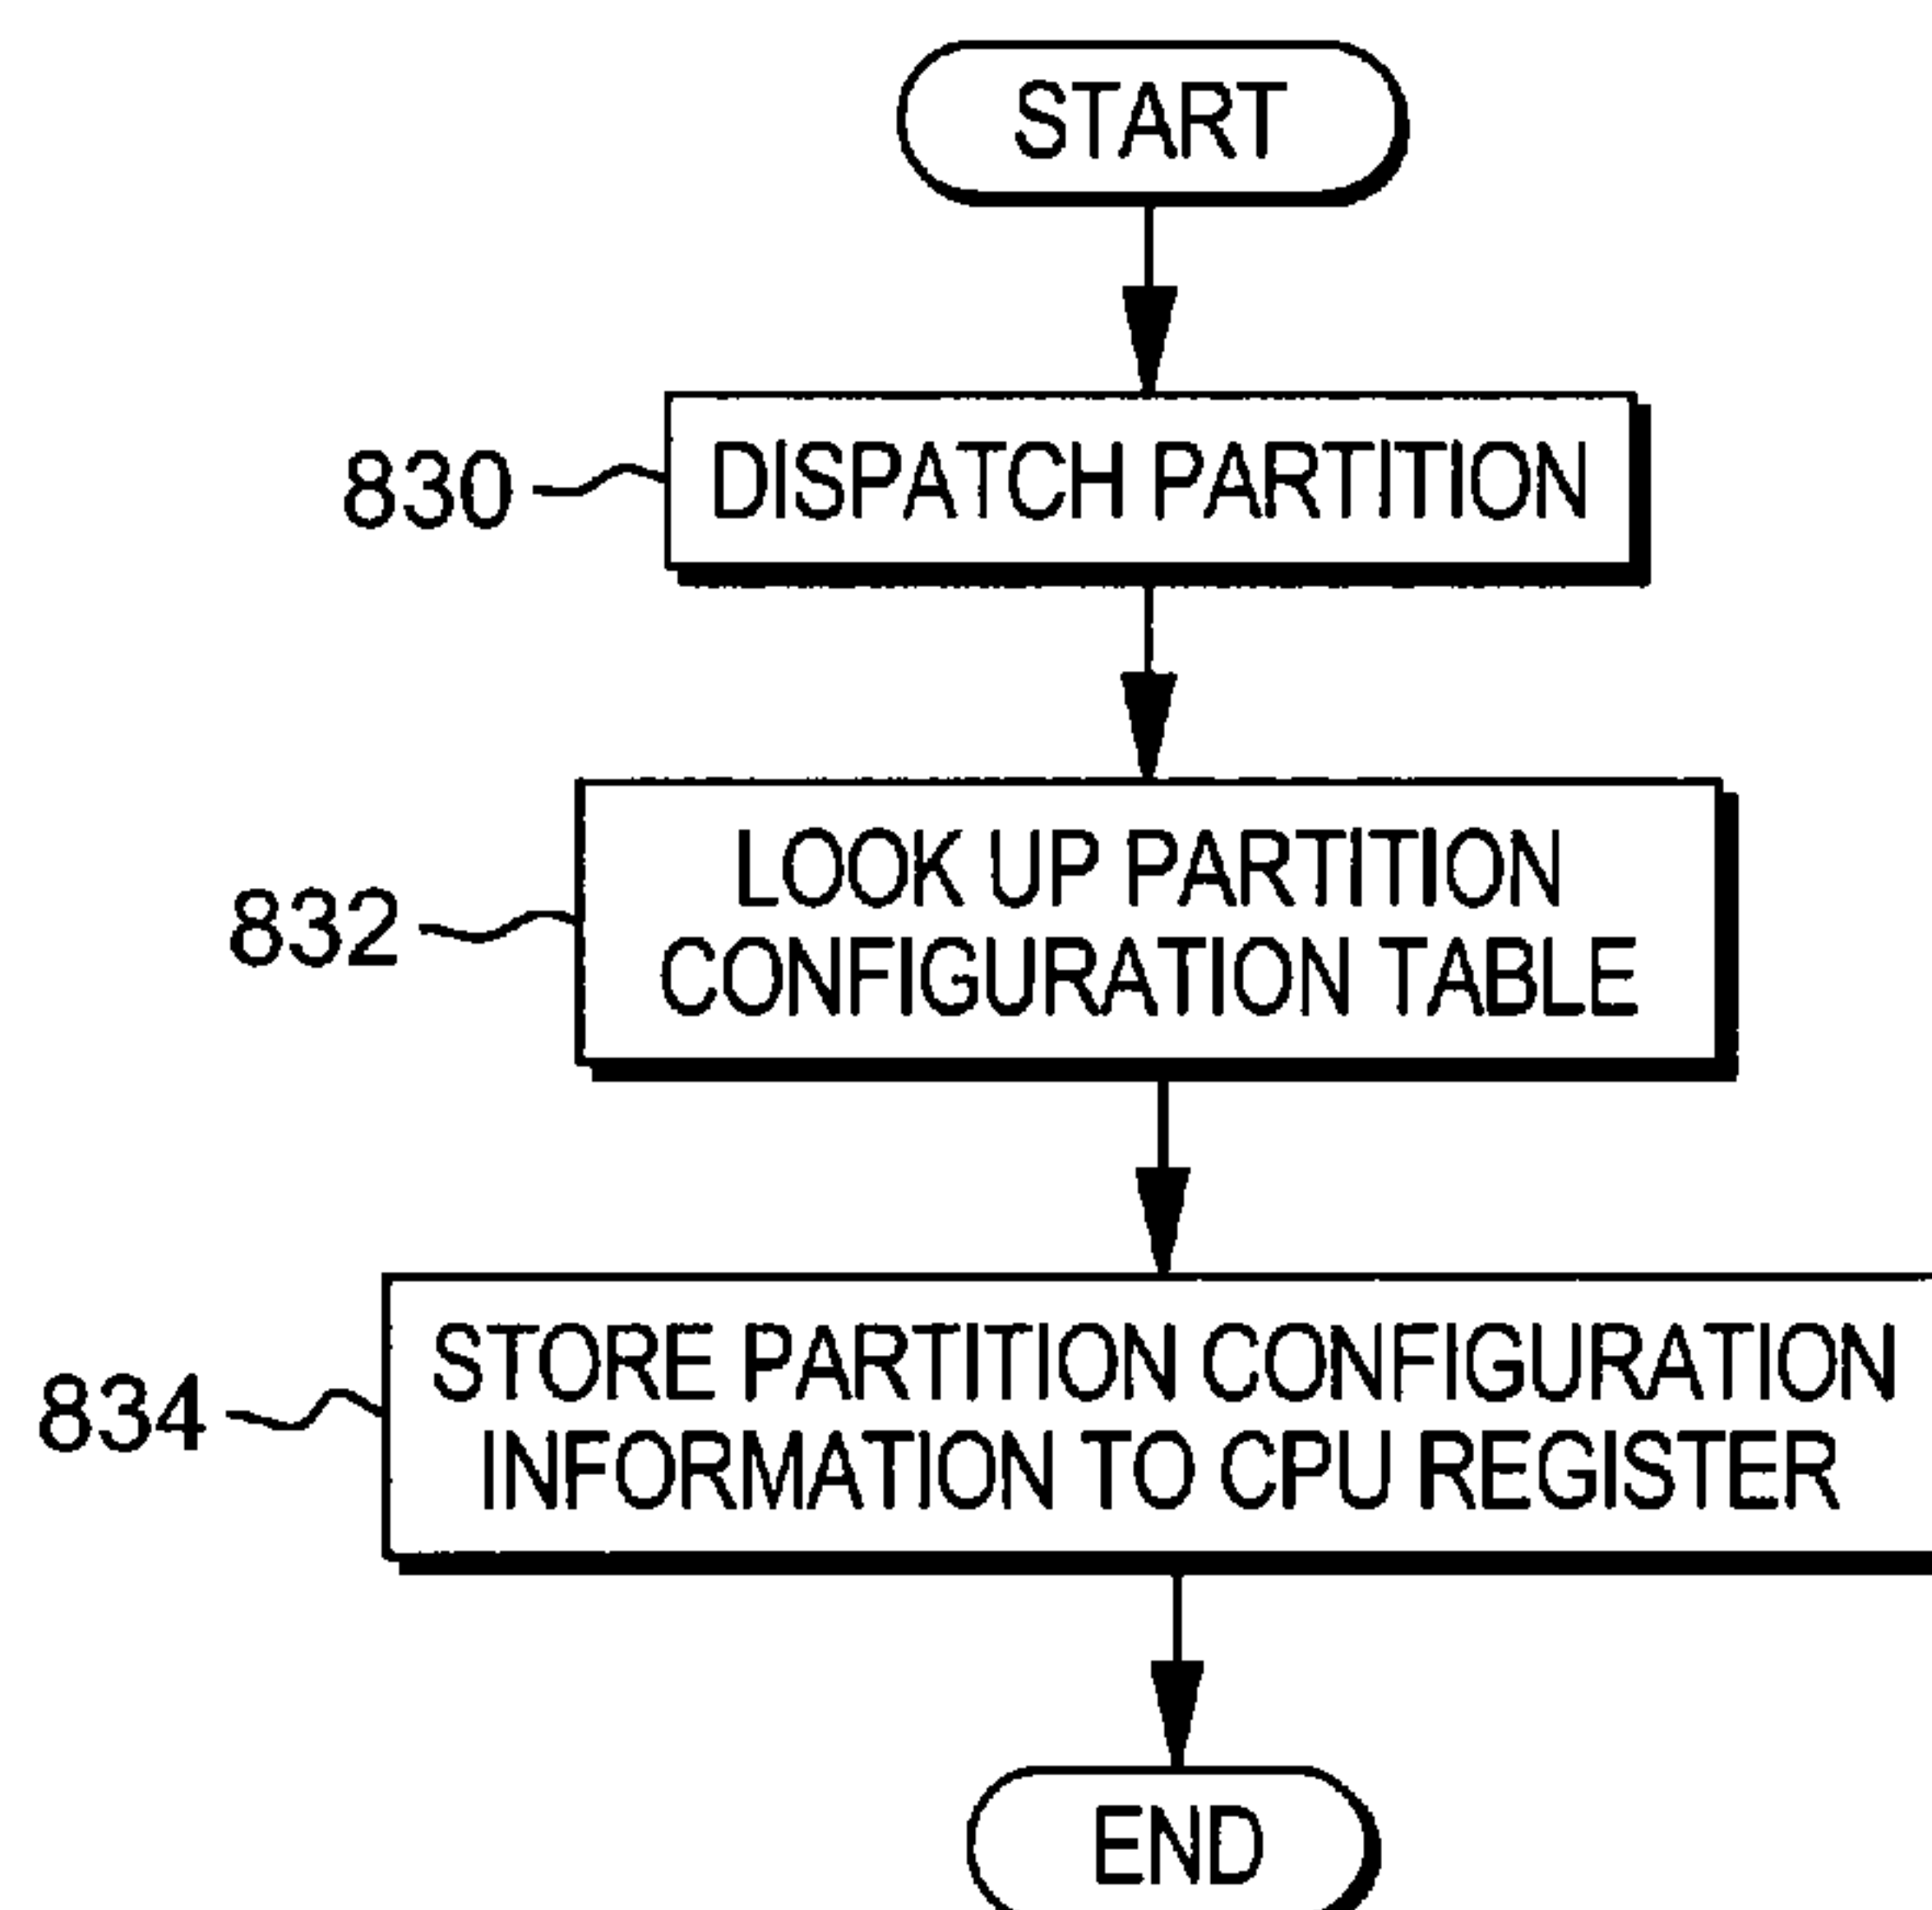 START
830
DISPATCH PARTITION
832
LOOK UP PARTITION
CONFIGURATION TABLE
834
STORE PARTITION CONFIGURATION
INFORMATION TO CPU REGISTER
END